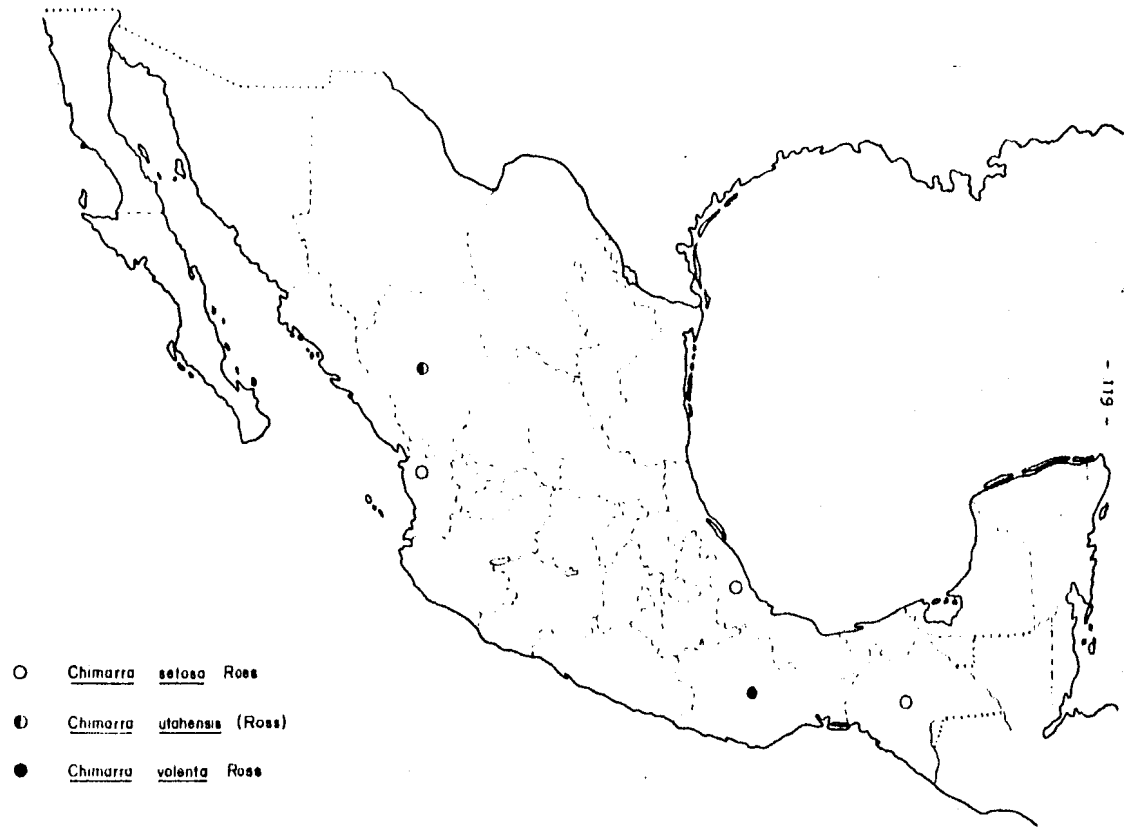 - 119 -
Chimarra setosa Ross
Chimarra utahensis (Ross)
Chimarra volenta Ross